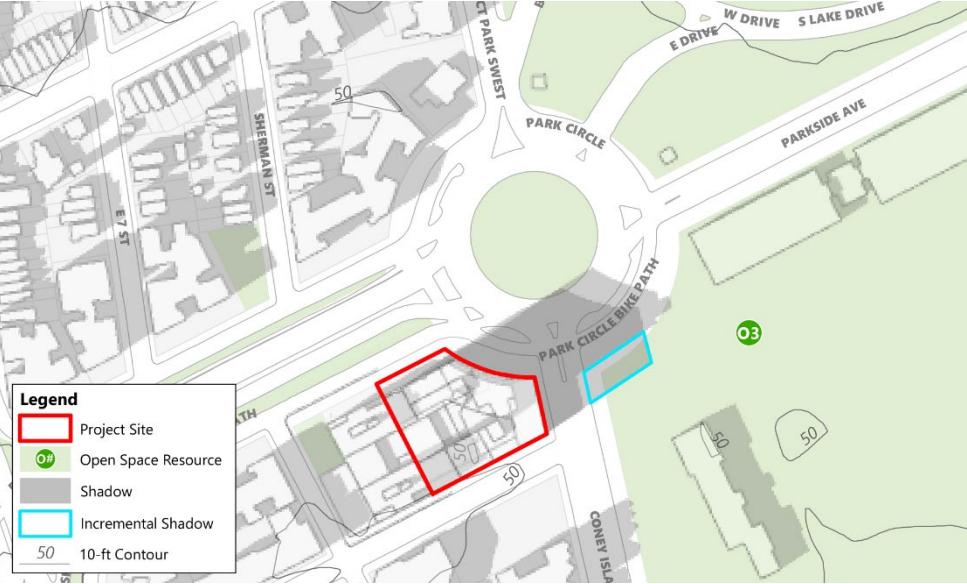 W DRIVE
S LAKE DRIVE
E DRIVE
CT PARK SWEST
50
PARK CIRCLE
PARKSIDE AVE
SHERMAN ST
E 7 ST
PARK CIRCLE BIKE PATH
O3
ATH
50
50
50
50
CONEY ISLA
Legend
Project Site
O# Open Space Resource
Shadow
Incremental Shadow
50 10-ft Contour